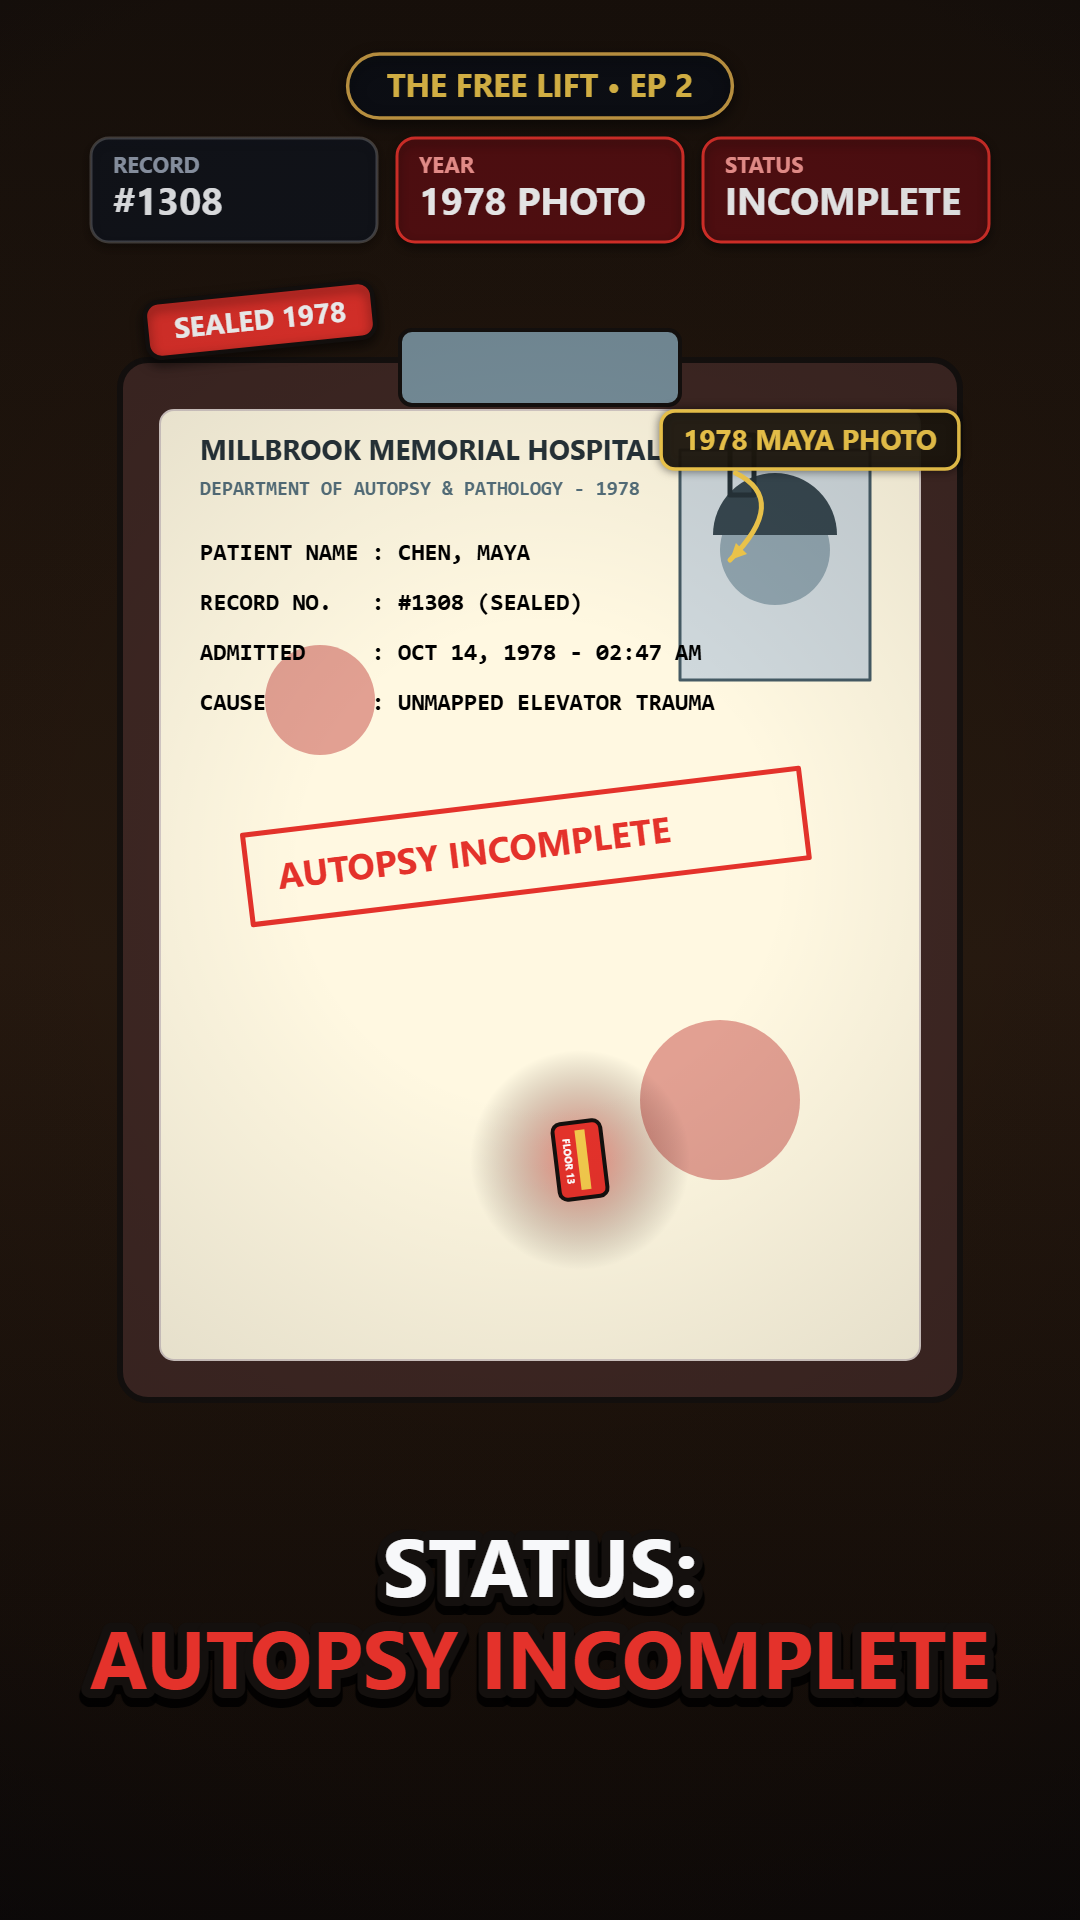 THE FREE LIFT • EP 2
RECORD
#1308
YEAR
1978 PHOTO
STATUS
INCOMPLETE
SEALED 1978
MILLBROOK MEMORIAL HOSPITAL
1978 MAYA PHOTO
DEPARTMENT OF AUTOPSY & PATHOLOGY - 1978
PATIENT NAME : CHEN, MAYA
RECORD NO. : #1308 (SEALED)
ADMITTED : OCT 14, 1978 - 02:47 AM
CAUSE : UNMAPPED ELEVATOR TRAUMA
AUTOPSY INCOMPLETE
FLOOR 13
STATUS:
AUTOPSY INCOMPLETE